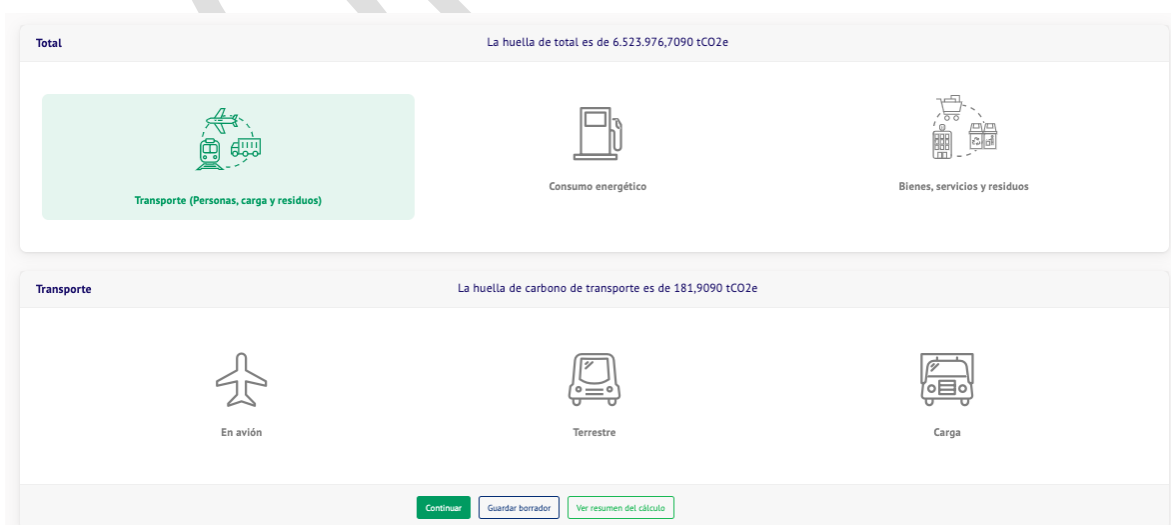 Total
La huella de total es de 6.523.976,7090 tCO2e
Transporte (Personas, carga y residuos)
Consumo energético
Bienes, servicios y residuos
Transporte
La huella de carbono de transporte es de 181,9090 tCO2e
En avión
Terrestre
Carga
Continuar
Guardar borrador
Ver resumen del cálculo